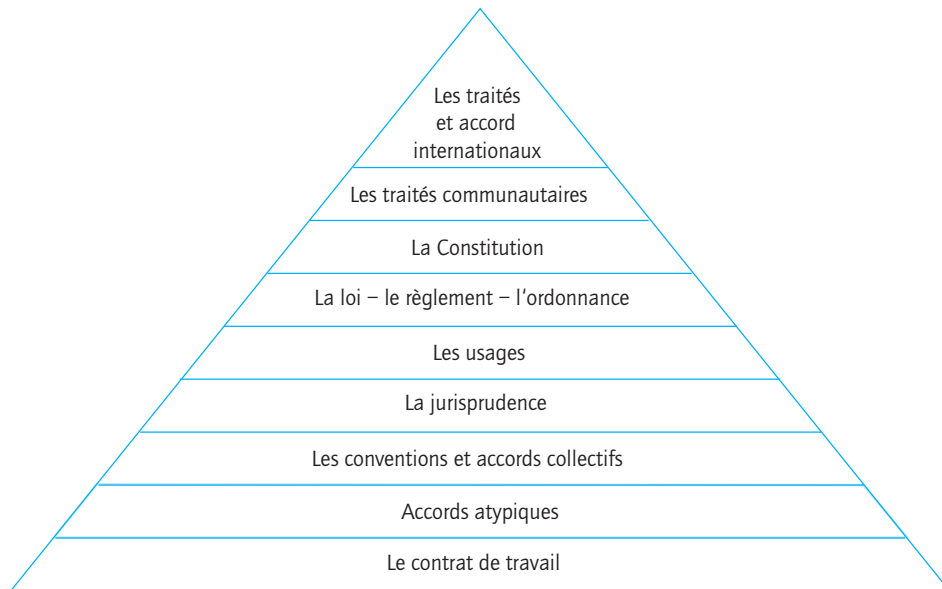 Les traités
et accord
internationaux
Les traités communautaires
La Constitution
La loi – le règlement – l'ordonnance
Les usages
La jurisprudence
Les conventions et accords collectifs
Accords atypiques
Le contrat de travail